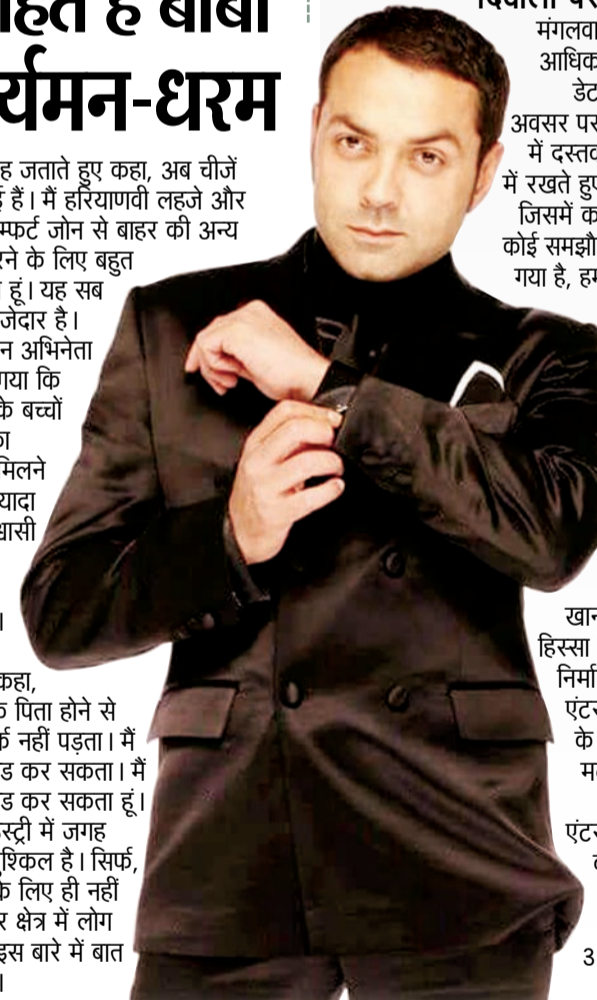 र्यमन-धरम
जताते हुए कहा, अब चीजें
हैं। मैं हरियाणवी लहजे और
म्फर्ट जोन से बाहर की अन्य
रने के लिए बहुत
हूं। यह सब
जेदार है।
न अभिनेता
गया कि
के बच्चों
मिलने
यादा
कहा,
पिता होने से
नहीं पड़ता। मैं
ड कर सकता। मैं
ड कर सकता हूं।
स्ट्री में जगह
श्किल है। सिर्फ,
के लिए ही नहीं
र क्षेत्र में लोग
इस बारे में बात
मंगलवा
आधिक
डेट
अवसर पर
में दस्तक
में रखते हुए
जिसमें क
कोई समझौ
गया है, हम
खान
हिस्सा
निर्मा
एंटर
के
एंटर
3